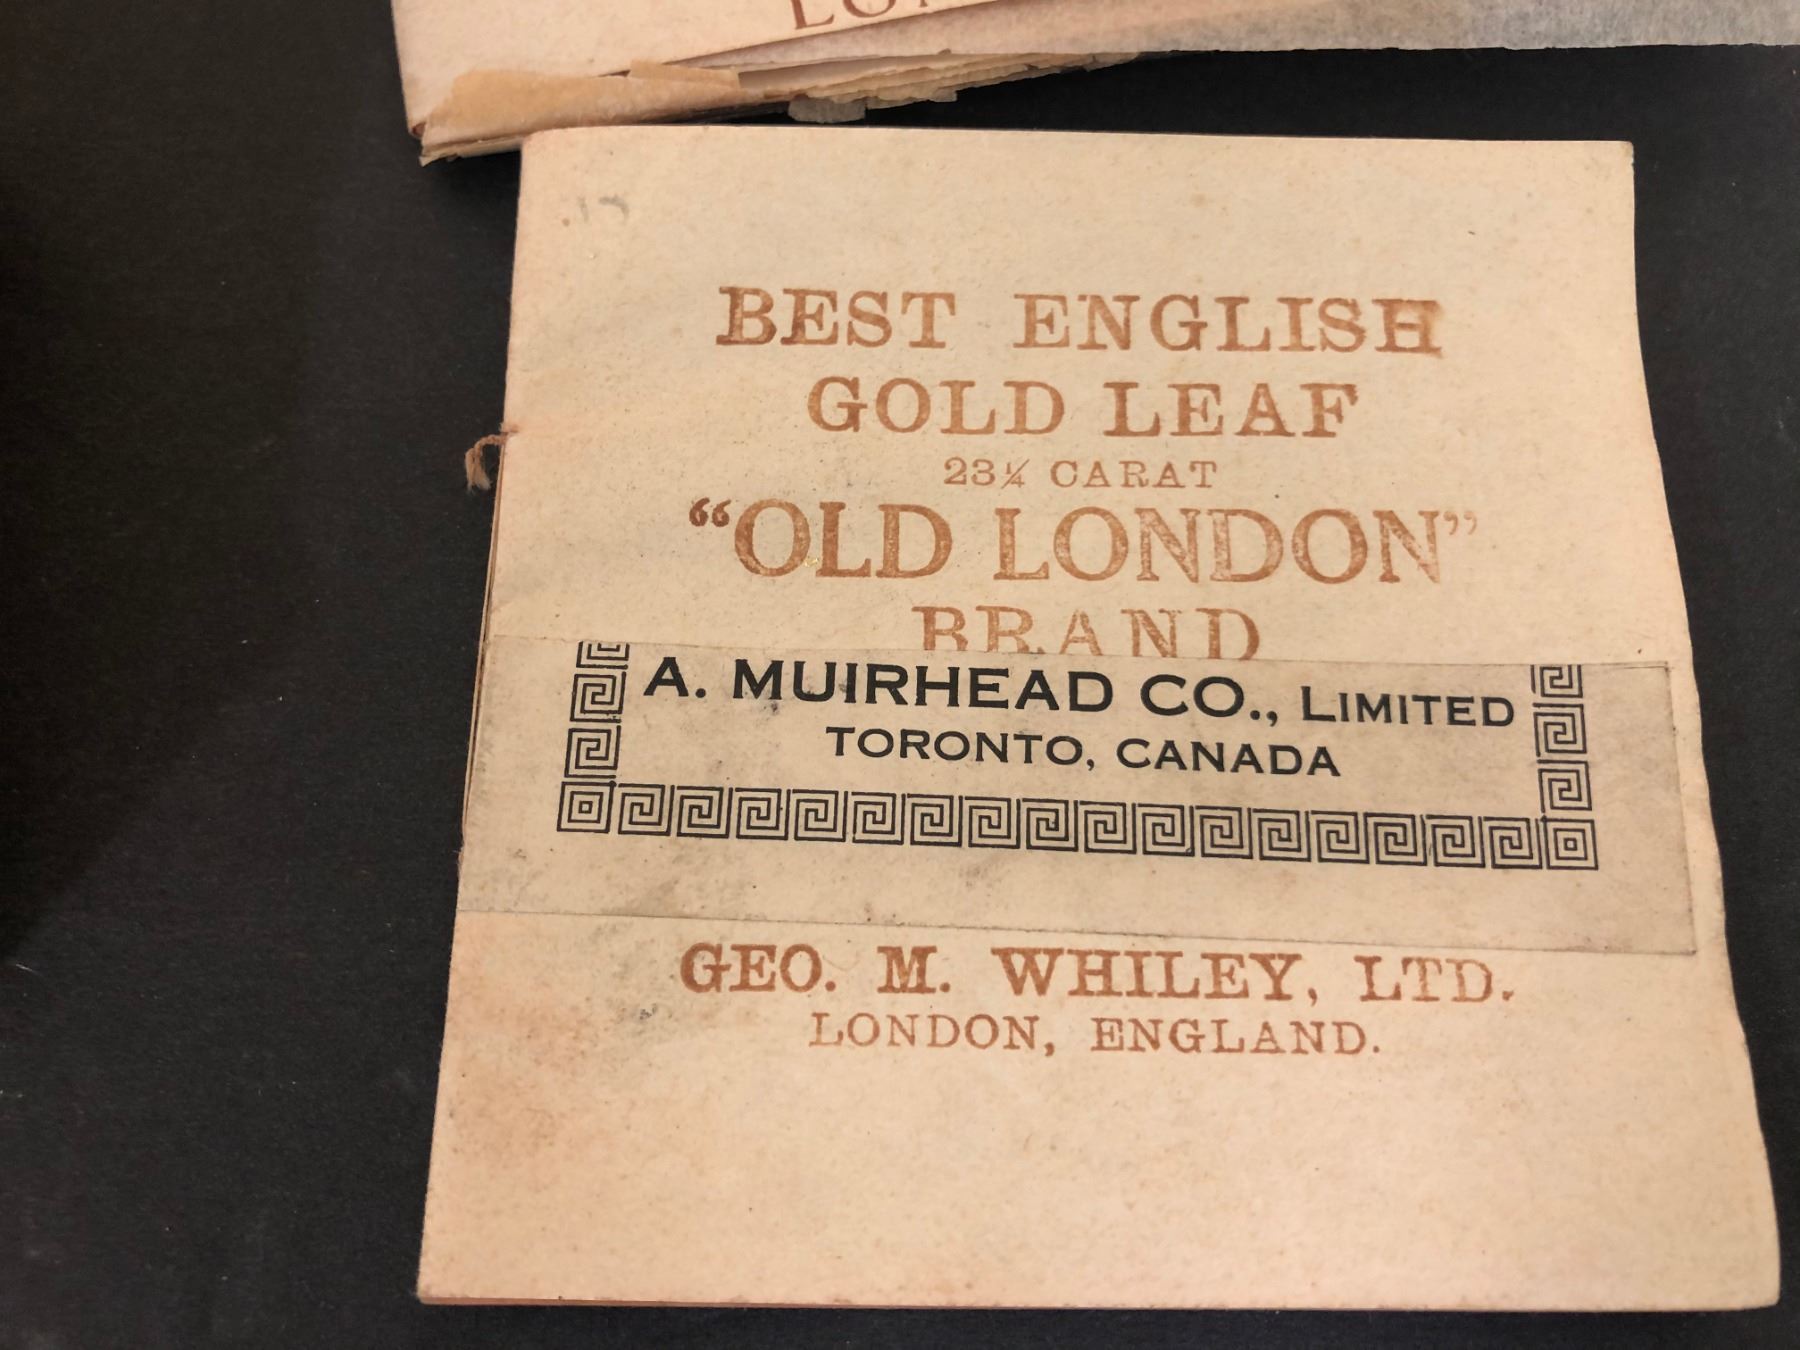 BEST ENGLISH
GOLD LEAF
23¼ CARAT
“OLD LONDON”
BRAND
A. MUIRHEAD CO., LIMITED
TORONTO, CANADA
GEO. M. WHILEY, LTD.
LONDON, ENGLAND.